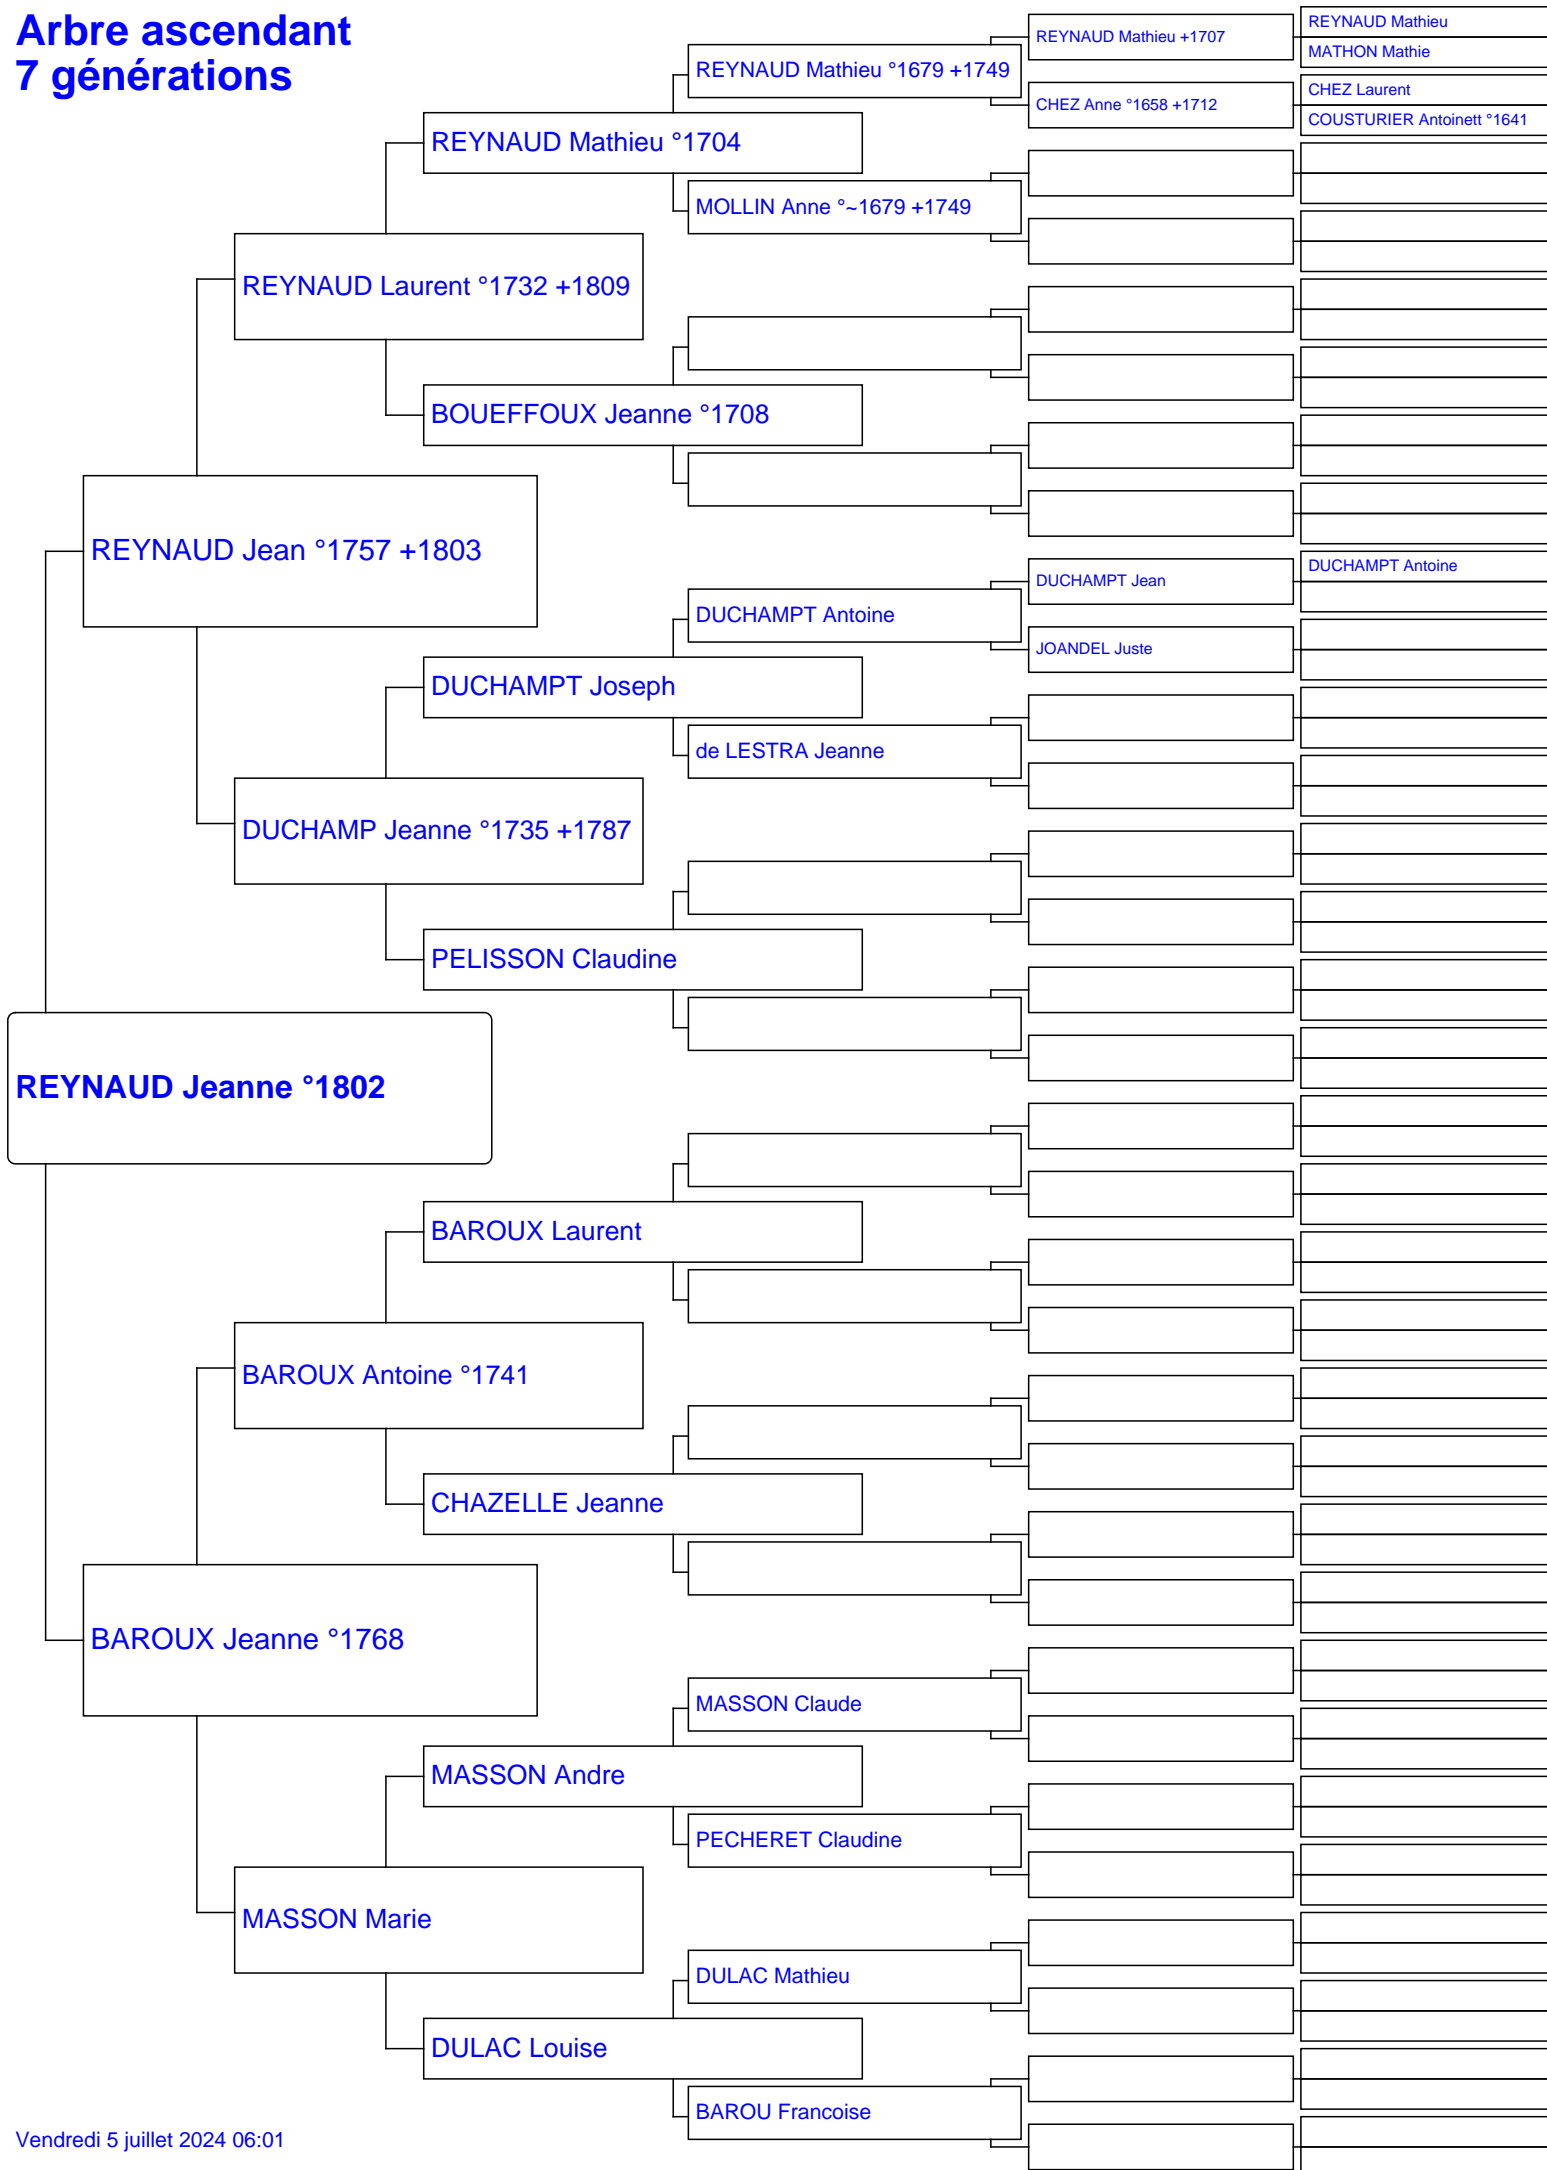 Arbre ascendant
7 générations
REYNAUD Mathieu
REYNAUD Mathieu +1707
MATHON Mathie
REYNAUD Mathieu °1679 +1749
CHEZ Laurent
CHEZ Anne °1658 +1712
COUSTURIER Antoinett °1641
REYNAUD Mathieu °1704
MOLLIN Anne °~1679 +1749
REYNAUD Laurent °1732 +1809
BOUEFFOUX Jeanne °1708
REYNAUD Jean °1757 +1803
DUCHAMPT Antoine
DUCHAMPT Jean
DUCHAMPT Antoine
JOANDEL Juste
DUCHAMPT Joseph
de LESTRA Jeanne
DUCHAMP Jeanne °1735 +1787
PELISSON Claudine
REYNAUD Jeanne °1802
BAROUX Laurent
BAROUX Antoine °1741
CHAZELLE Jeanne
BAROUX Jeanne °1768
MASSON Claude
MASSON Andre
PECHERET Claudine
MASSON Marie
DULAC Mathieu
DULAC Louise
BAROU Francoise
Vendredi 5 juillet 2024 06:01